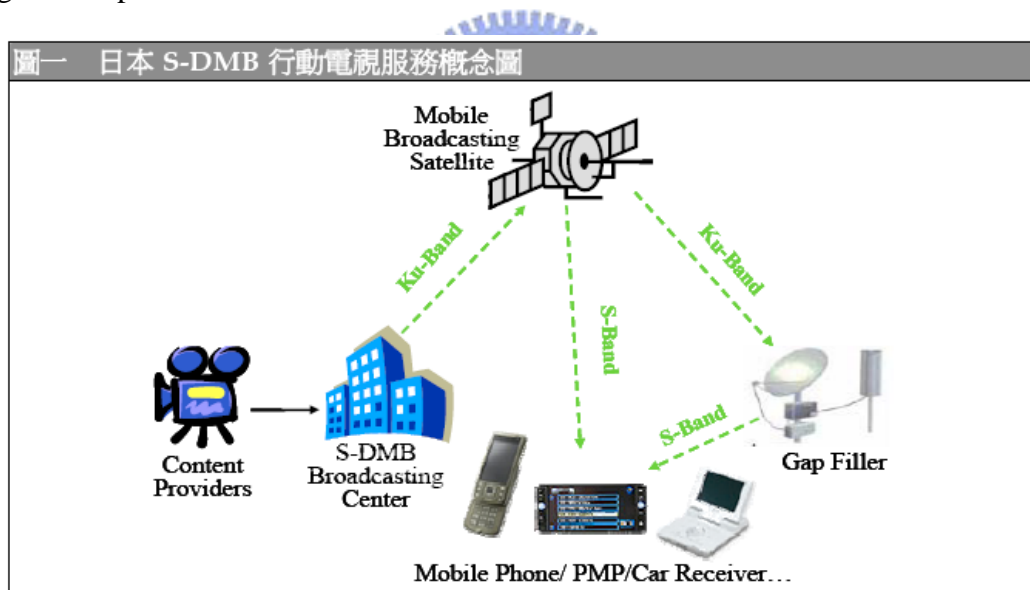 圖一 日本 S-DMB 行動電視服務概念圖
Mobile
Broadcasting
Satellite
Ku-Band
Ku-Band
S-Band
S-Band
Content
Providers
S-DMB
Broadcasting
Center
Gap Filler
Mobile Phone/ PMP/Car Receiver…